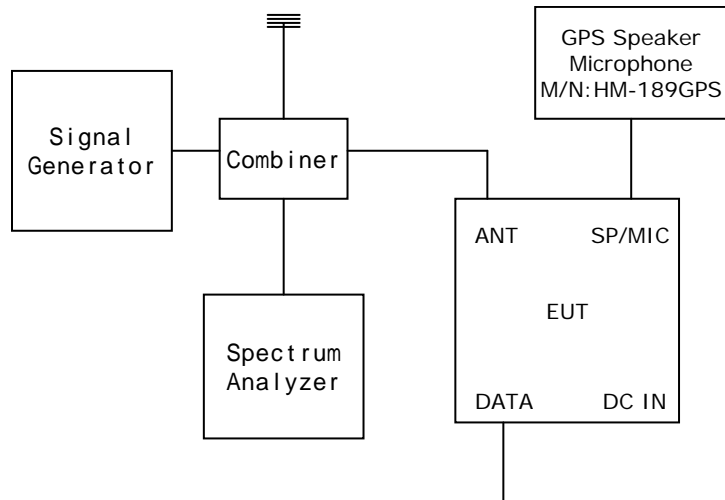 GPS Speaker
Microphone
M/N:HM-189GPS
Signal
Generator
Combiner
ANT
SP/MIC
EUT
Spectrum
Analyzer
DATA
DC IN